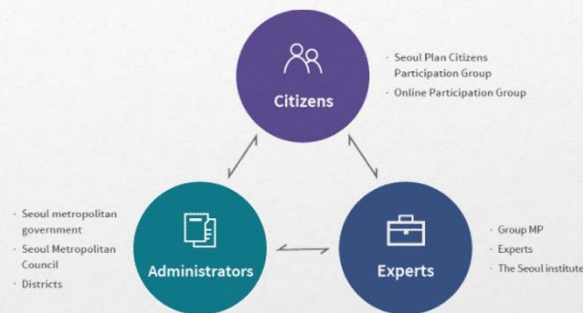 · Seoul Plan Citizens
Participation Group
· Online Participation Group
Citizens
· Seoul metropolitan
government
· Seoul Metropolitan
Council
· Districts
Administrators
Experts
· Group MP
· Experts
· The Seoul institute